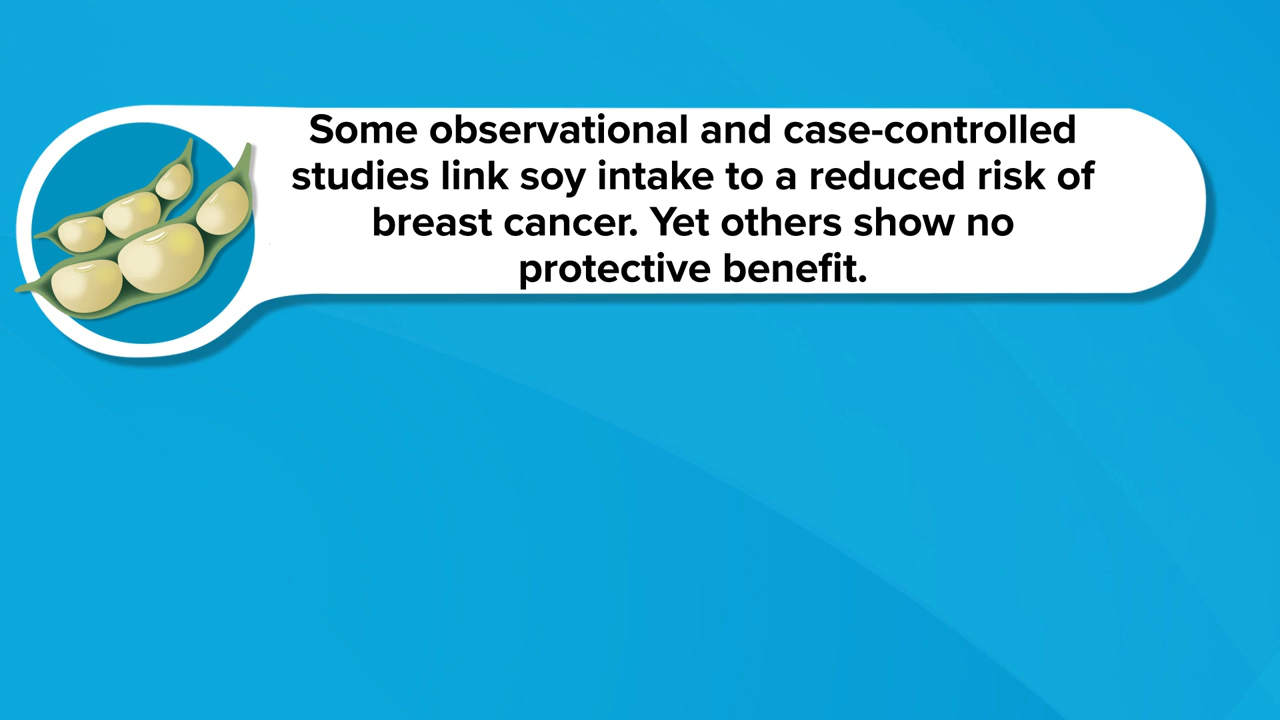 Some observational and case-controlled
studies link soy intake to a reduced risk of
breast cancer. Yet others show no
protective benefit.